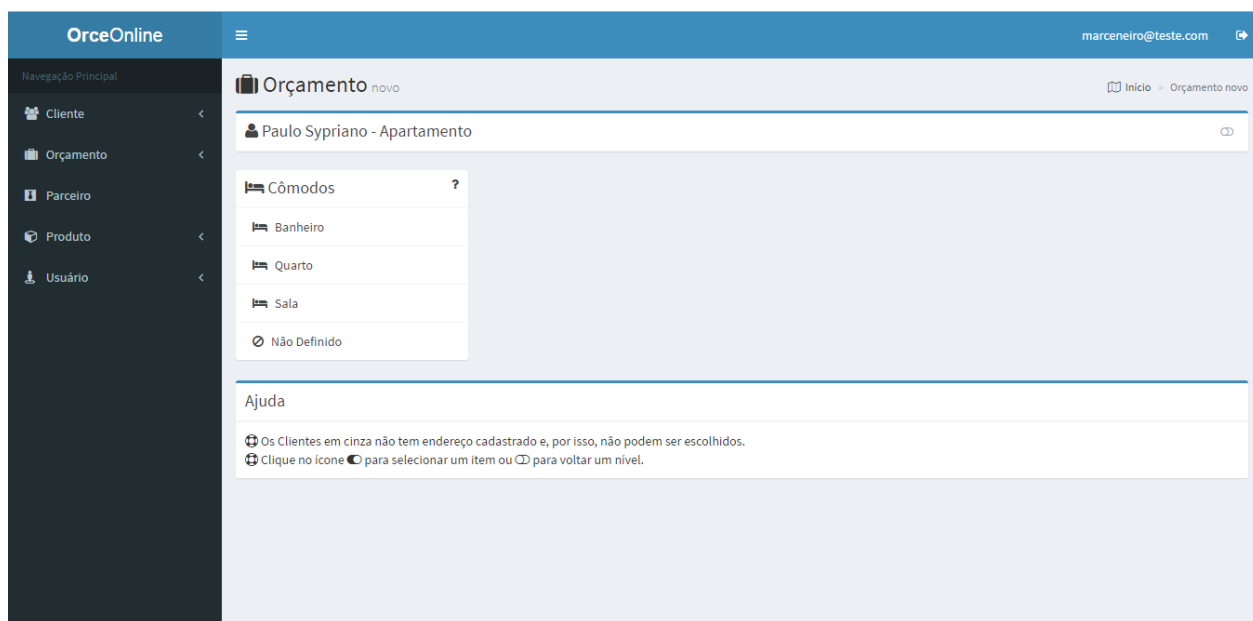 OrceOnline
marceneiro@teste.com
Navegação Principal
Cliente
Orçamento
Parceiro
Produto
Usuário
Orçamento novo
Início > Orçamento novo
Paulo Sypriano - Apartamento
Cômodos ?
Banheiro
Quarto
Sala
Não Definido
Ajuda
Os Clientes em cinza não tem endereço cadastrado e, por isso, não podem ser escolhidos.
Clique no ícone para selecionar um item ou para voltar um nível.